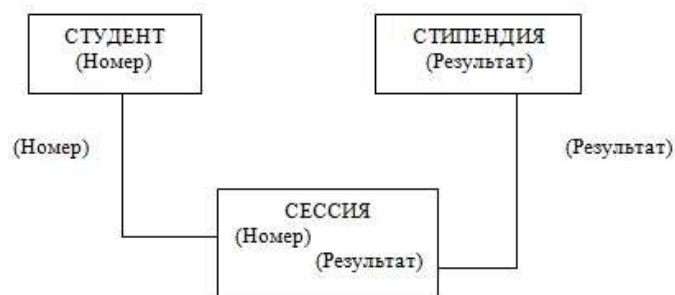 СТУДЕНТ
(Номер)
СТИПЕНДИЯ
(Результат)
(Номер)
(Результат)
СЕССИЯ
(Номер)
(Результат)